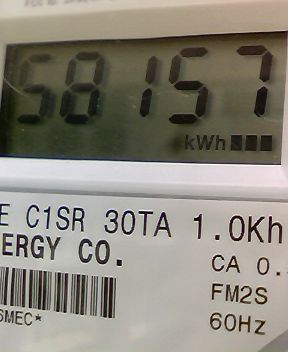 58157
kWh
E C1SR 30TA 1.0Kh
ERGY CO.
CA 0.
FM2S
60Hz
SMEC*